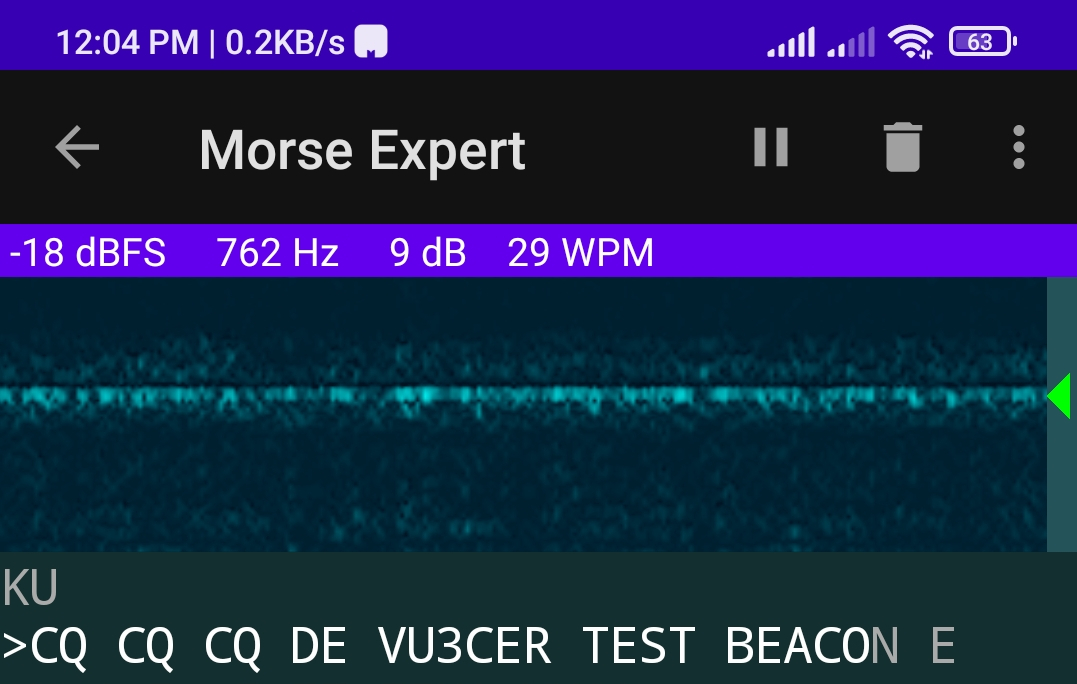 12:04 PM | 0.2KB/s 63
Morse Expert
-18 dBFS 762 Hz 9 dB 29 WPM
KU
>CQ CQ CQ DE VU3CER TEST BEACON E